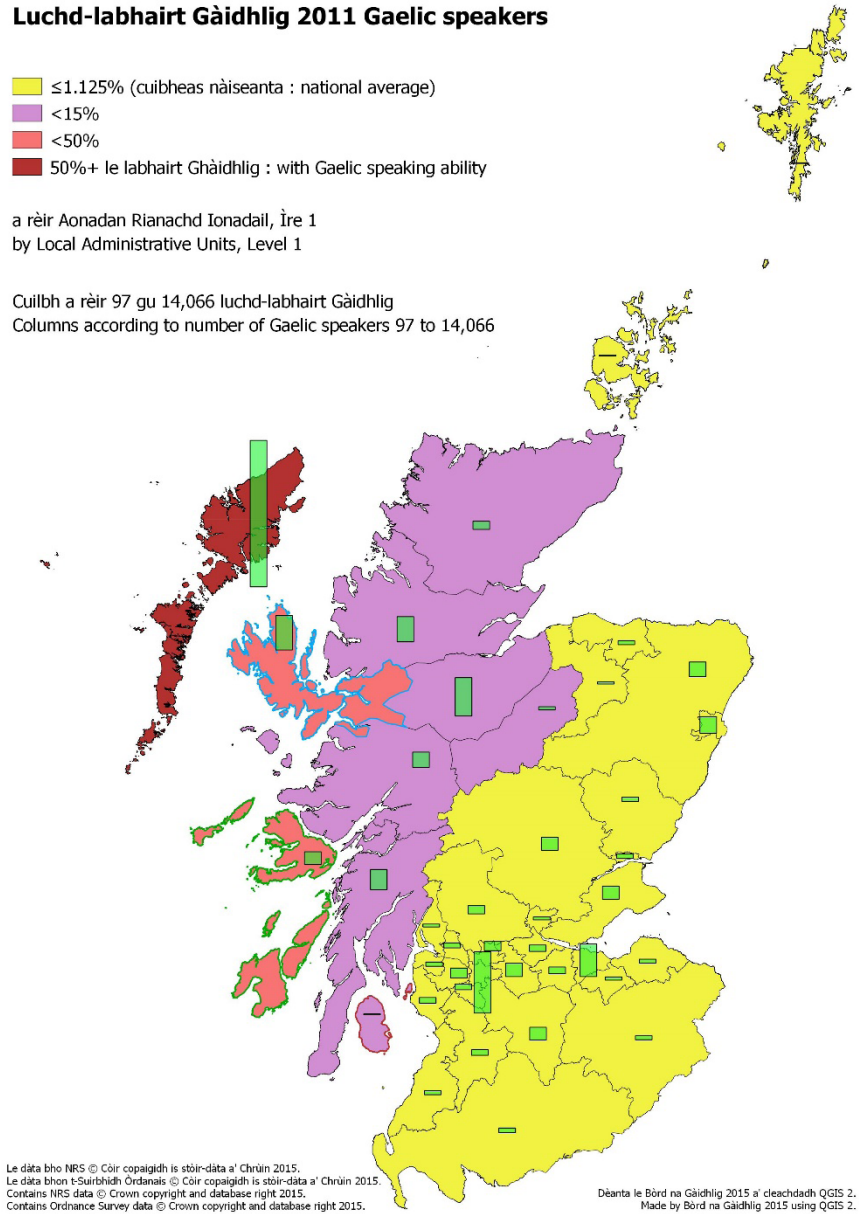 Luchd-labhairt Gàidhlig 2011 Gaelic speakers
≤1.125% (cuibheas nàiseanta : national average)
<15%
<50%
50%+ le labhairt Ghàidhlig : with Gaelic speaking ability
a rèir Aonadan Rianachd Ionadail, Ìre 1
by Local Administrative Units, Level 1
Cuilbh a rèir 97 gu 14,066 luchd-labhairt Gàidhlig
Columns according to number of Gaelic speakers 97 to 14,066
Le dàta bho NRS © Còir copaigidh is stòir-dàta a' Chrùin 2015.
Le dàta bhon t-Suirbhidh Òrdanais © Còir copaigidh is stòir-dàta a' Chrùin 2015.
Contains NRS data © Crown copyright and database right 2015.
Contains Ordnance Survey data © Crown copyright and database right 2015.
Dèanta le Bòrd na Gàidhlig 2015 a' cleachdadh QGIS 2.
Made by Bòrd na Gàidhlig 2015 using QGIS 2.